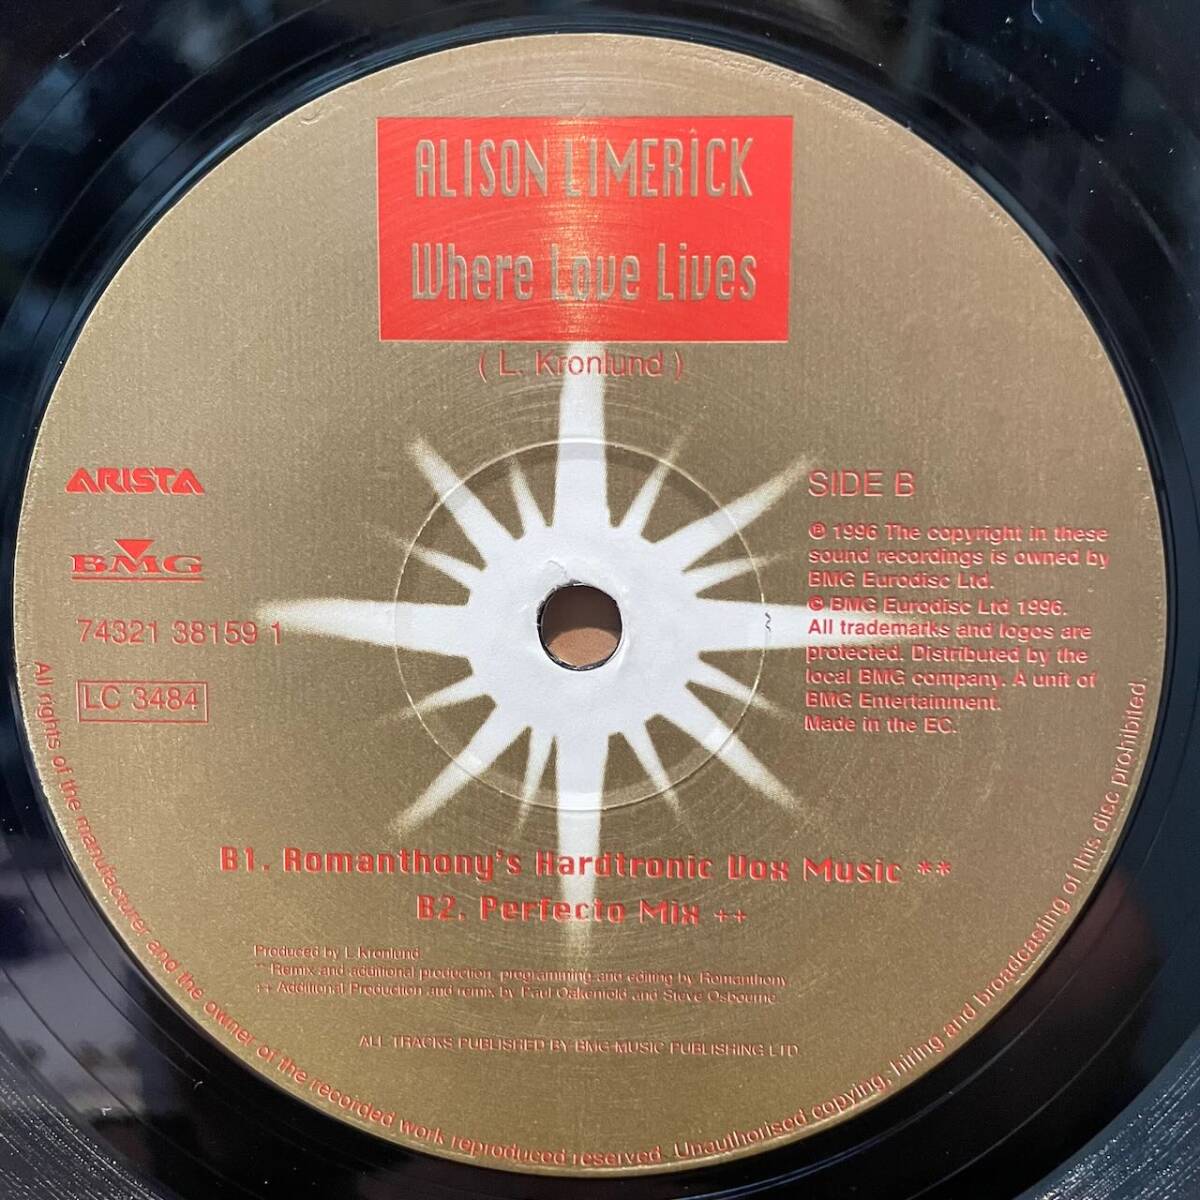 ALISON LIMERICK
Where Love Lives
( L. Kronlund )
ARISTA
BMG
74321 38159 1
LC 3484
SIDE B
℗ 1996 The copyright in these
sound recordings is owned by
BMG Eurodisc Ltd.
© BMG Eurodisc Ltd 1996.
All trademarks and logos are
protected. Distributed by the
local BMG company. A unit of
BMG Entertainment.
Made in the EC.
B1. Romanthony's Hardtronic Vox Music **
B2. Perfecto Mix ++
Produced by L Kronlund
** Remix and additional production, programming and editing by Romanthony
++ Additional Production and remix by Paul Oakenfold and Steve Osbourne
ALL TRACKS PUBLISHED BY BMG MUSIC PUBLISHING LTD
All rights of the manufacturer and the owner of the recorded work reproduced reserved. Unauthorised copying, hiring and broadcasting of this disc prohibited.